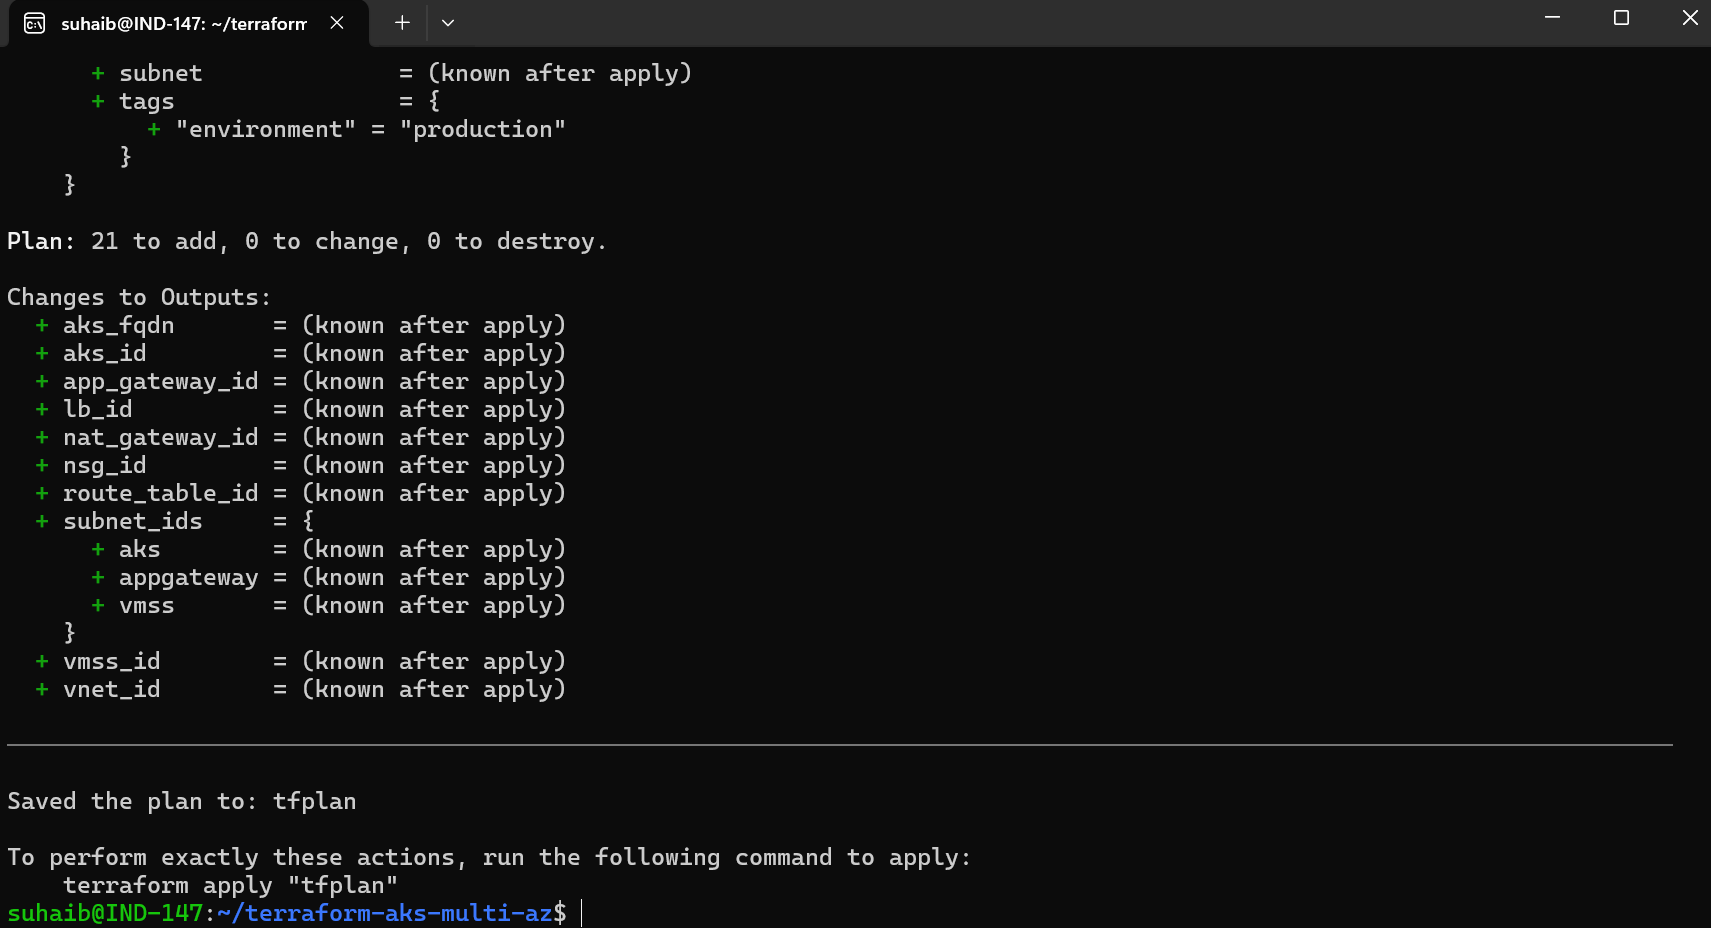 suhaib@IND-147: ~/terraform
+ subnet = (known after apply)
+ tags = {
+ "environment" = "production"
}
}
Plan: 21 to add, 0 to change, 0 to destroy.
Changes to Outputs:
+ aks_fqdn = (known after apply)
+ aks_id = (known after apply)
+ app_gateway_id = (known after apply)
+ lb_id = (known after apply)
+ nat_gateway_id = (known after apply)
+ nsg_id = (known after apply)
+ route_table_id = (known after apply)
+ subnet_ids = {
+ aks = (known after apply)
+ appgateway = (known after apply)
+ vmss = (known after apply)
}
+ vmss_id = (known after apply)
+ vnet_id = (known after apply)
Saved the plan to: tfplan
To perform exactly these actions, run the following command to apply:
terraform apply "tfplan"
suhaib@IND-147:~/terraform-aks-multi-az$